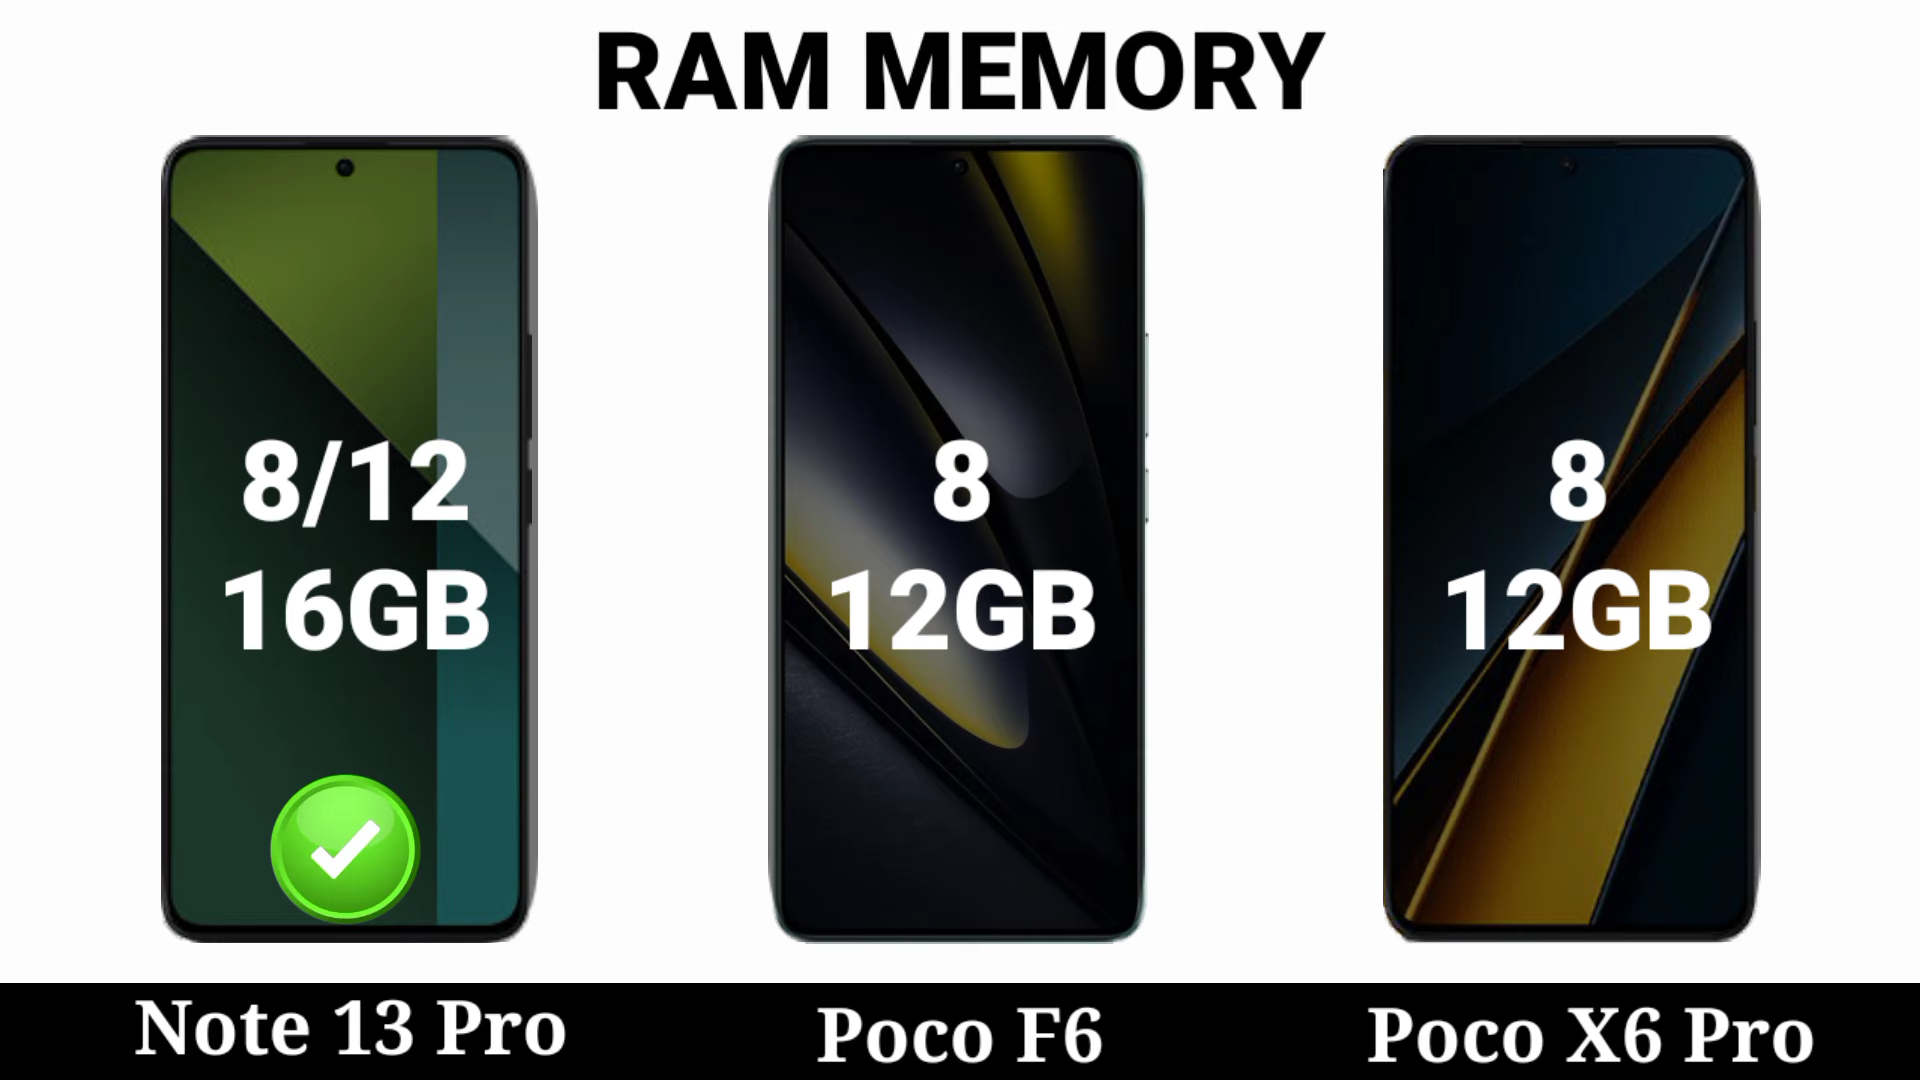 RAM MEMORY
8/12
16GB
8
12GB
8
12GB
Note 13 Pro
Poco F6
Poco X6 Pro